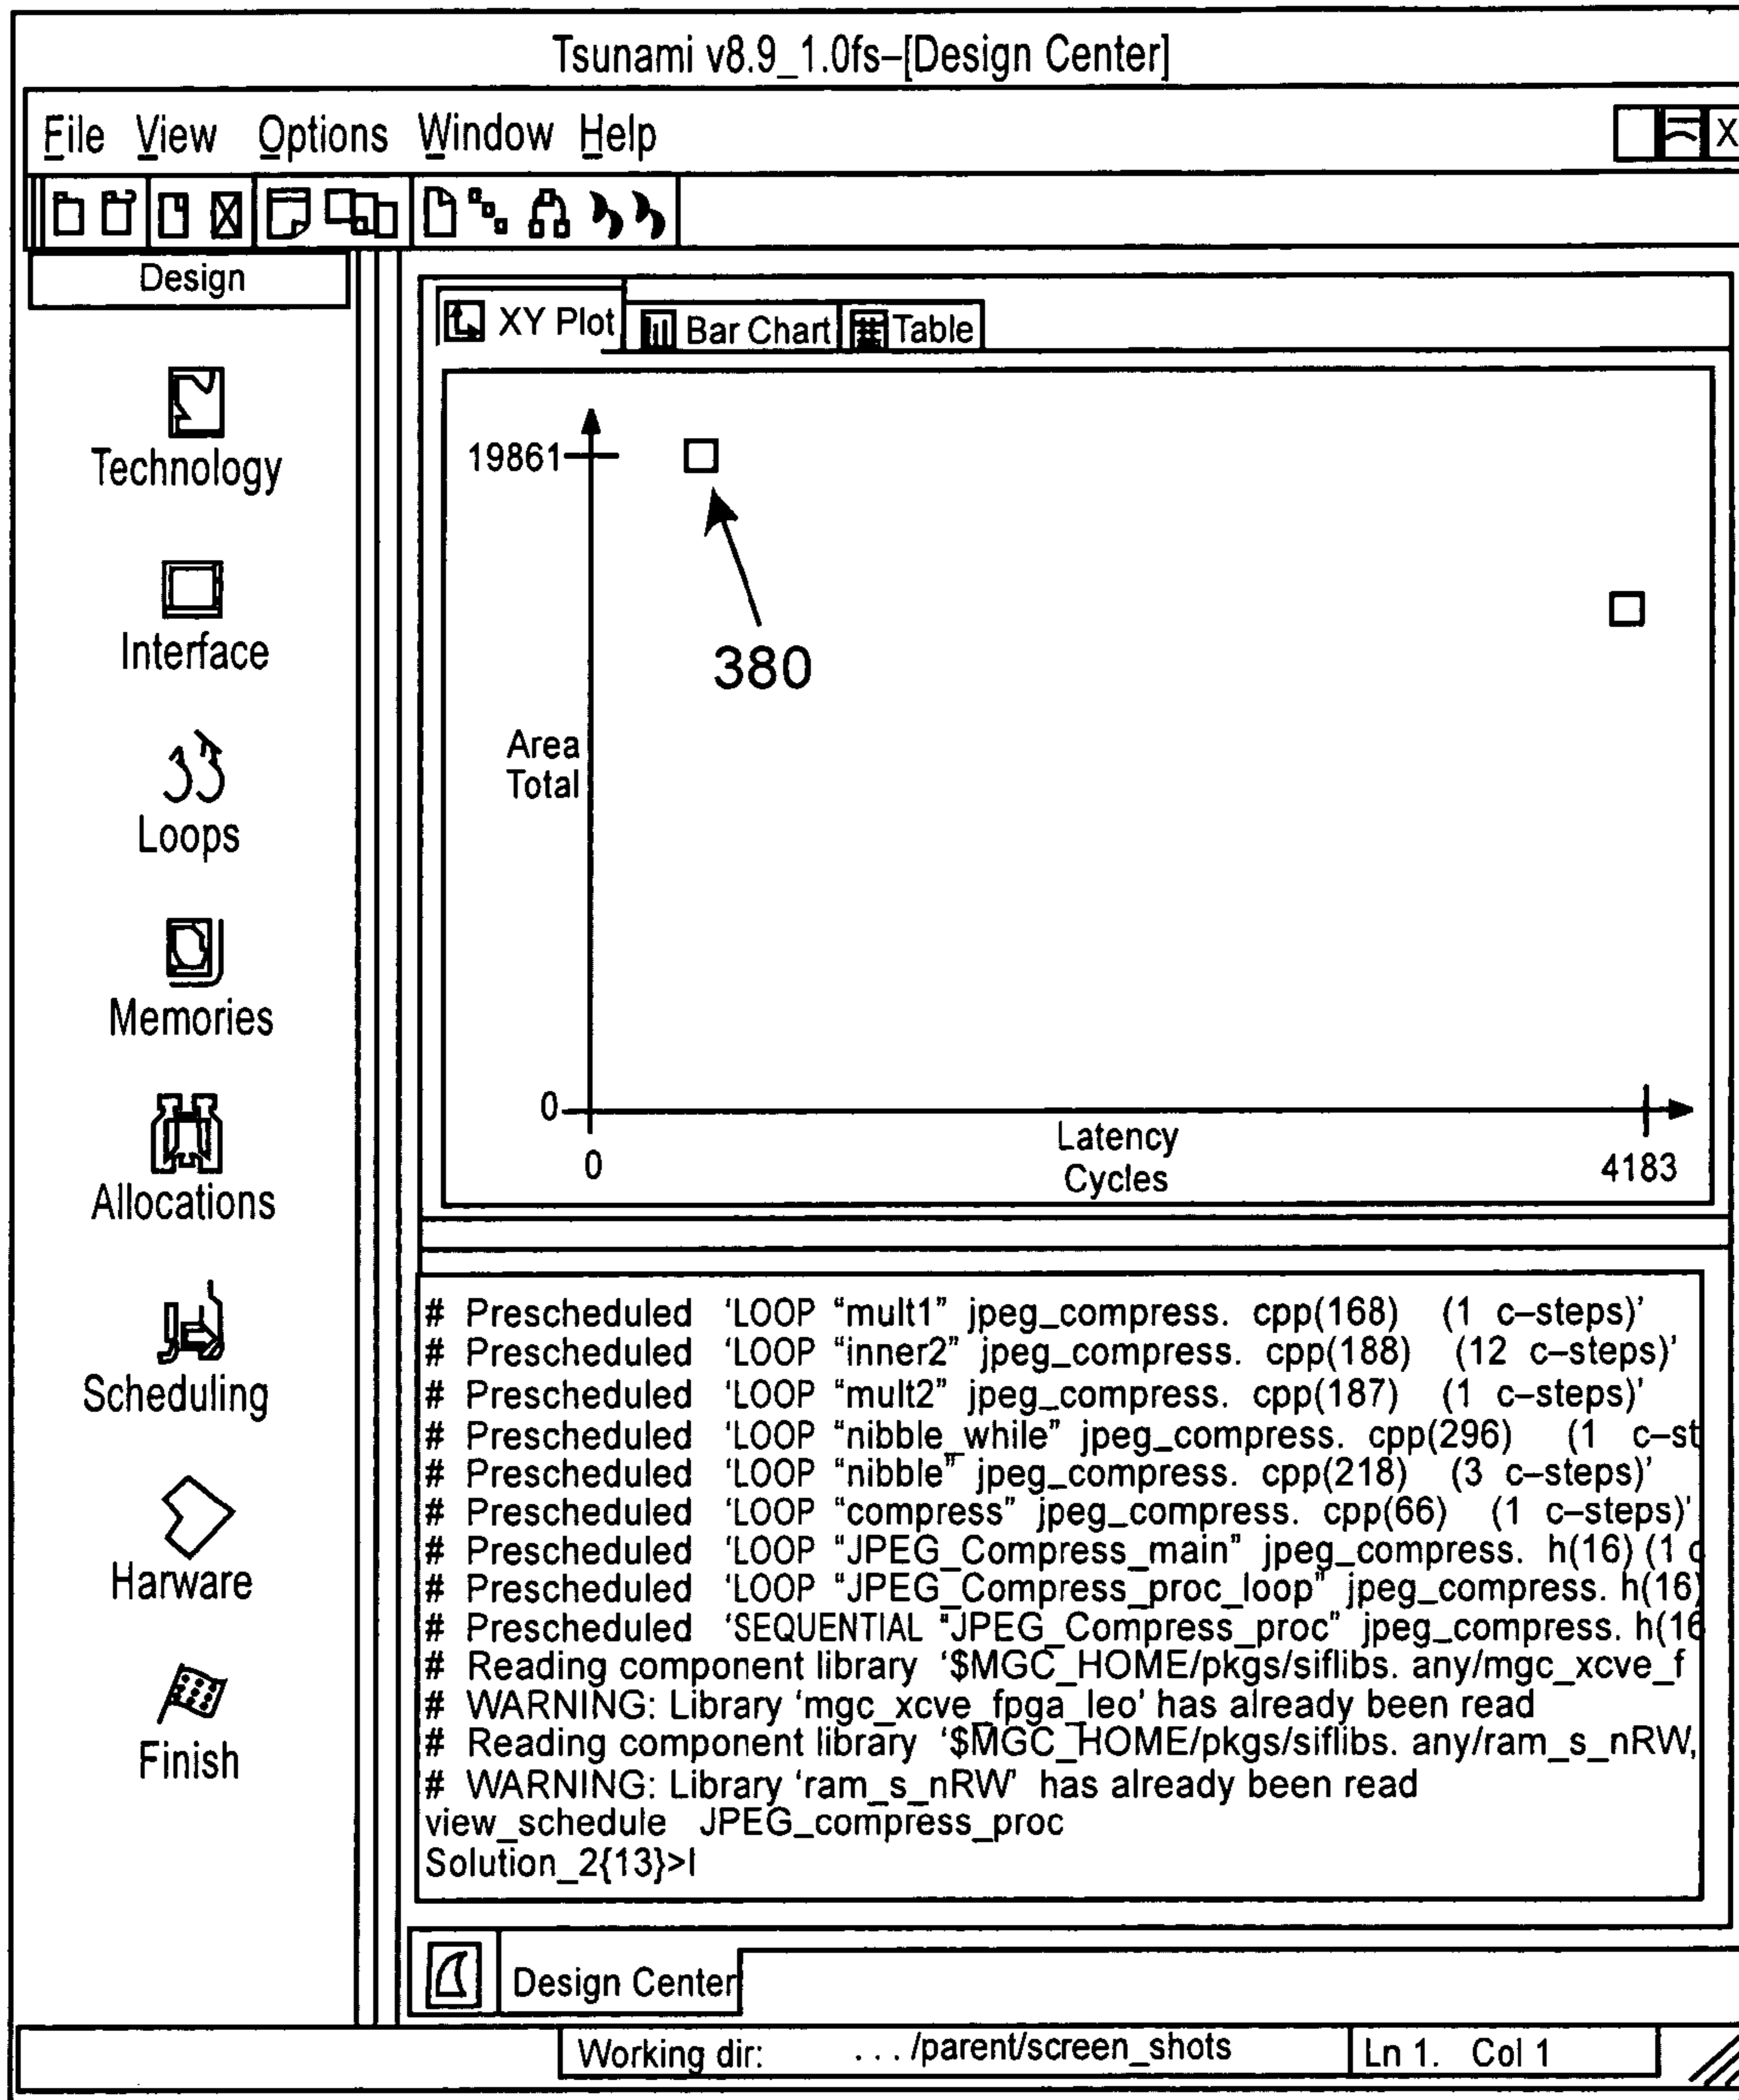 Tsunami v8.9_1.0fs–[Design Center]
File View Options Window Help
X
Design
Technology
Interface
Loops
Memories
Allocations
Scheduling
Harware
Finish
XY Plot Bar Chart Table
19861
380
Area
Total
0
0
Latency
Cycles
4183
# Prescheduled 'LOOP “mult1” jpeg_compress. cpp(168) (1 c–steps)'
# Prescheduled 'LOOP “inner2” jpeg_compress. cpp(188) (12 c–steps)'
# Prescheduled 'LOOP “mult2” jpeg_compress. cpp(187) (1 c–steps)'
# Prescheduled 'LOOP “nibble_while” jpeg_compress. cpp(296) (1 c–st
# Prescheduled 'LOOP “nibble” jpeg_compress. cpp(218) (3 c–steps)'
# Prescheduled 'LOOP “compress” jpeg_compress. cpp(66) (1 c–steps)'
# Prescheduled 'LOOP “JPEG_Compress_main” jpeg_compress. h(16) (1 c
# Prescheduled 'LOOP “JPEG_Compress_proc_loop” jpeg_compress. h(16)
# Prescheduled 'SEQUENTIAL “JPEG_Compress_proc” jpeg_compress. h(16
# Reading component library '$MGC_HOME/pkgs/siflibs. any/mgc_xcve_f
# WARNING: Library 'mgc_xcve_fpga_leo' has already been read
# Reading component library '$MGC_HOME/pkgs/siflibs. any/ram_s_nRW,
# WARNING: Library 'ram_s_nRW' has already been read
view_schedule JPEG_compress_proc
Solution_2{13}>l
Design Center
Working dir: . . . /parent/screen_shots Ln 1. Col 1